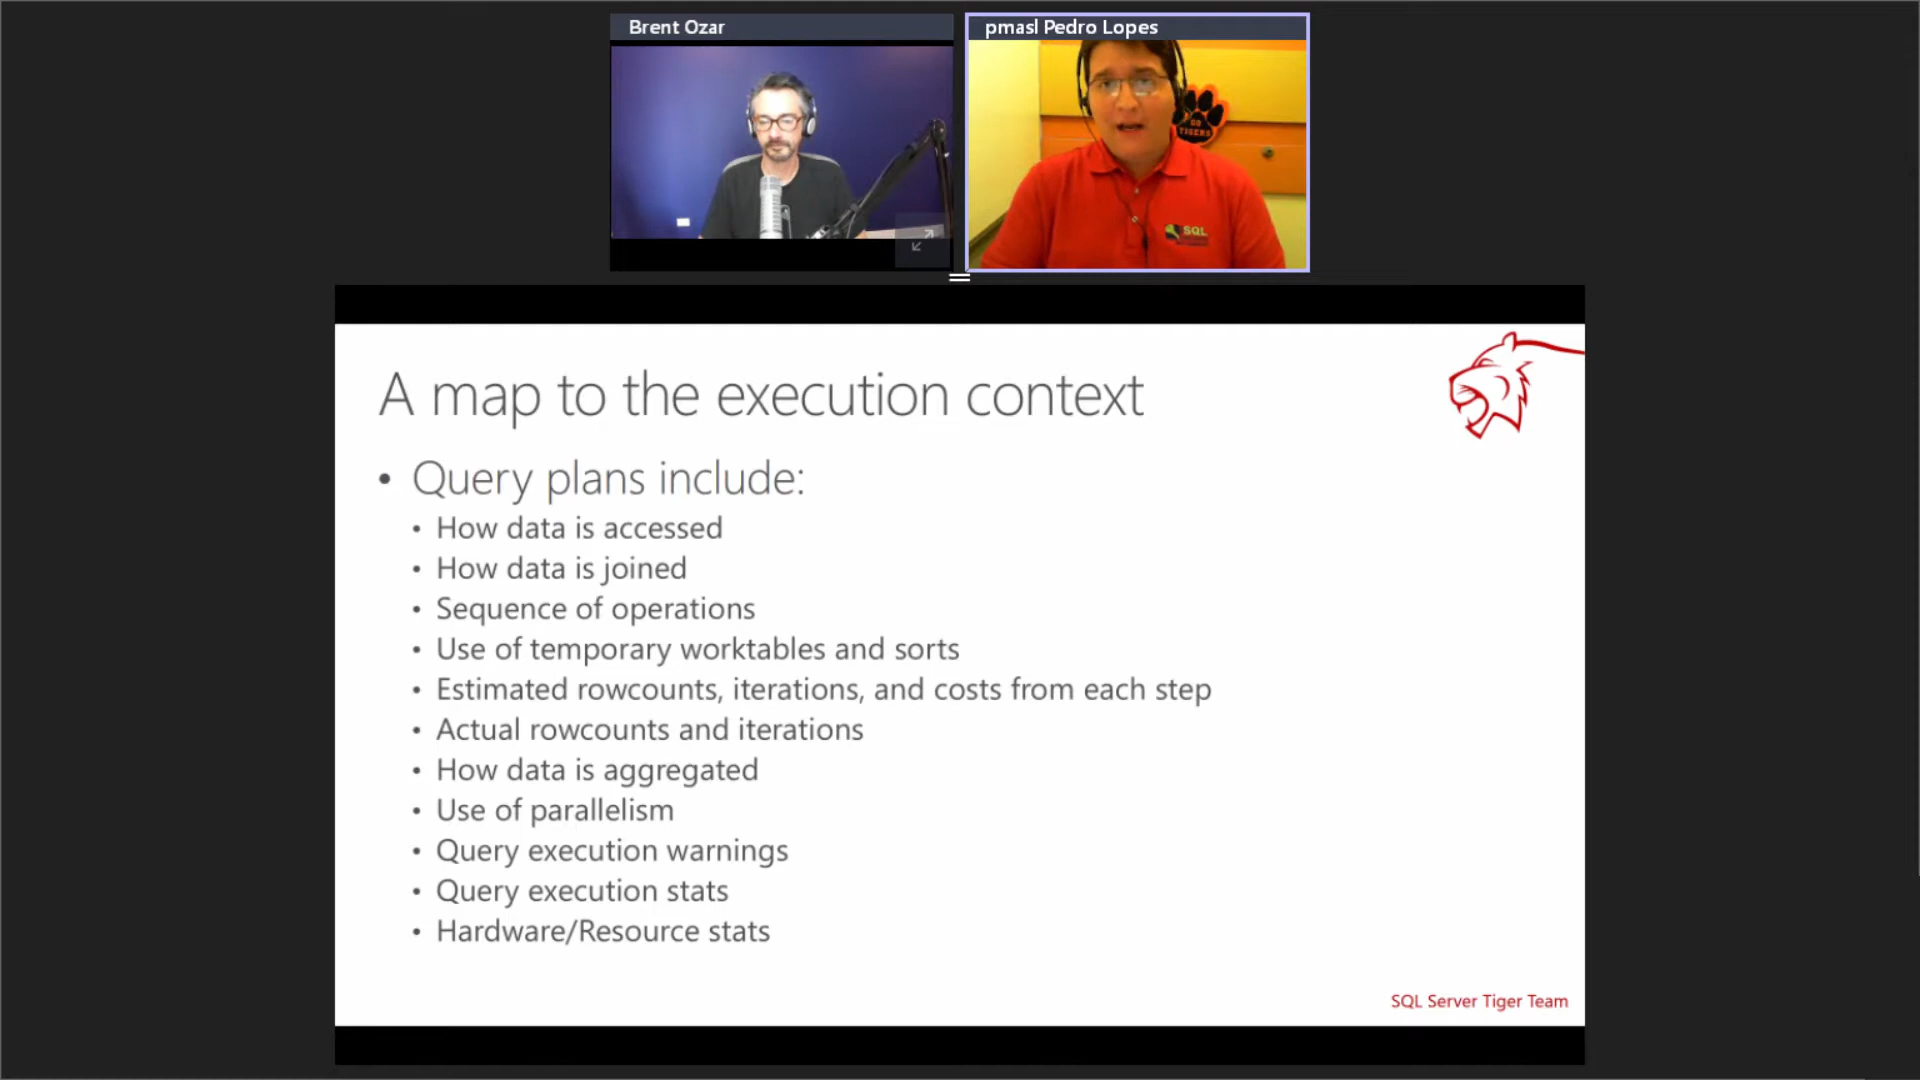 Brent Ozar
pmasl Pedro Lopes
GO
TIGERS
SQL
A map to the execution context
• Query plans include:
• How data is accessed
• How data is joined
• Sequence of operations
• Use of temporary worktables and sorts
• Estimated rowcounts, iterations, and costs from each step
• Actual rowcounts and iterations
• How data is aggregated
• Use of parallelism
• Query execution warnings
• Query execution stats
• Hardware/Resource stats
SQL Server Tiger Team